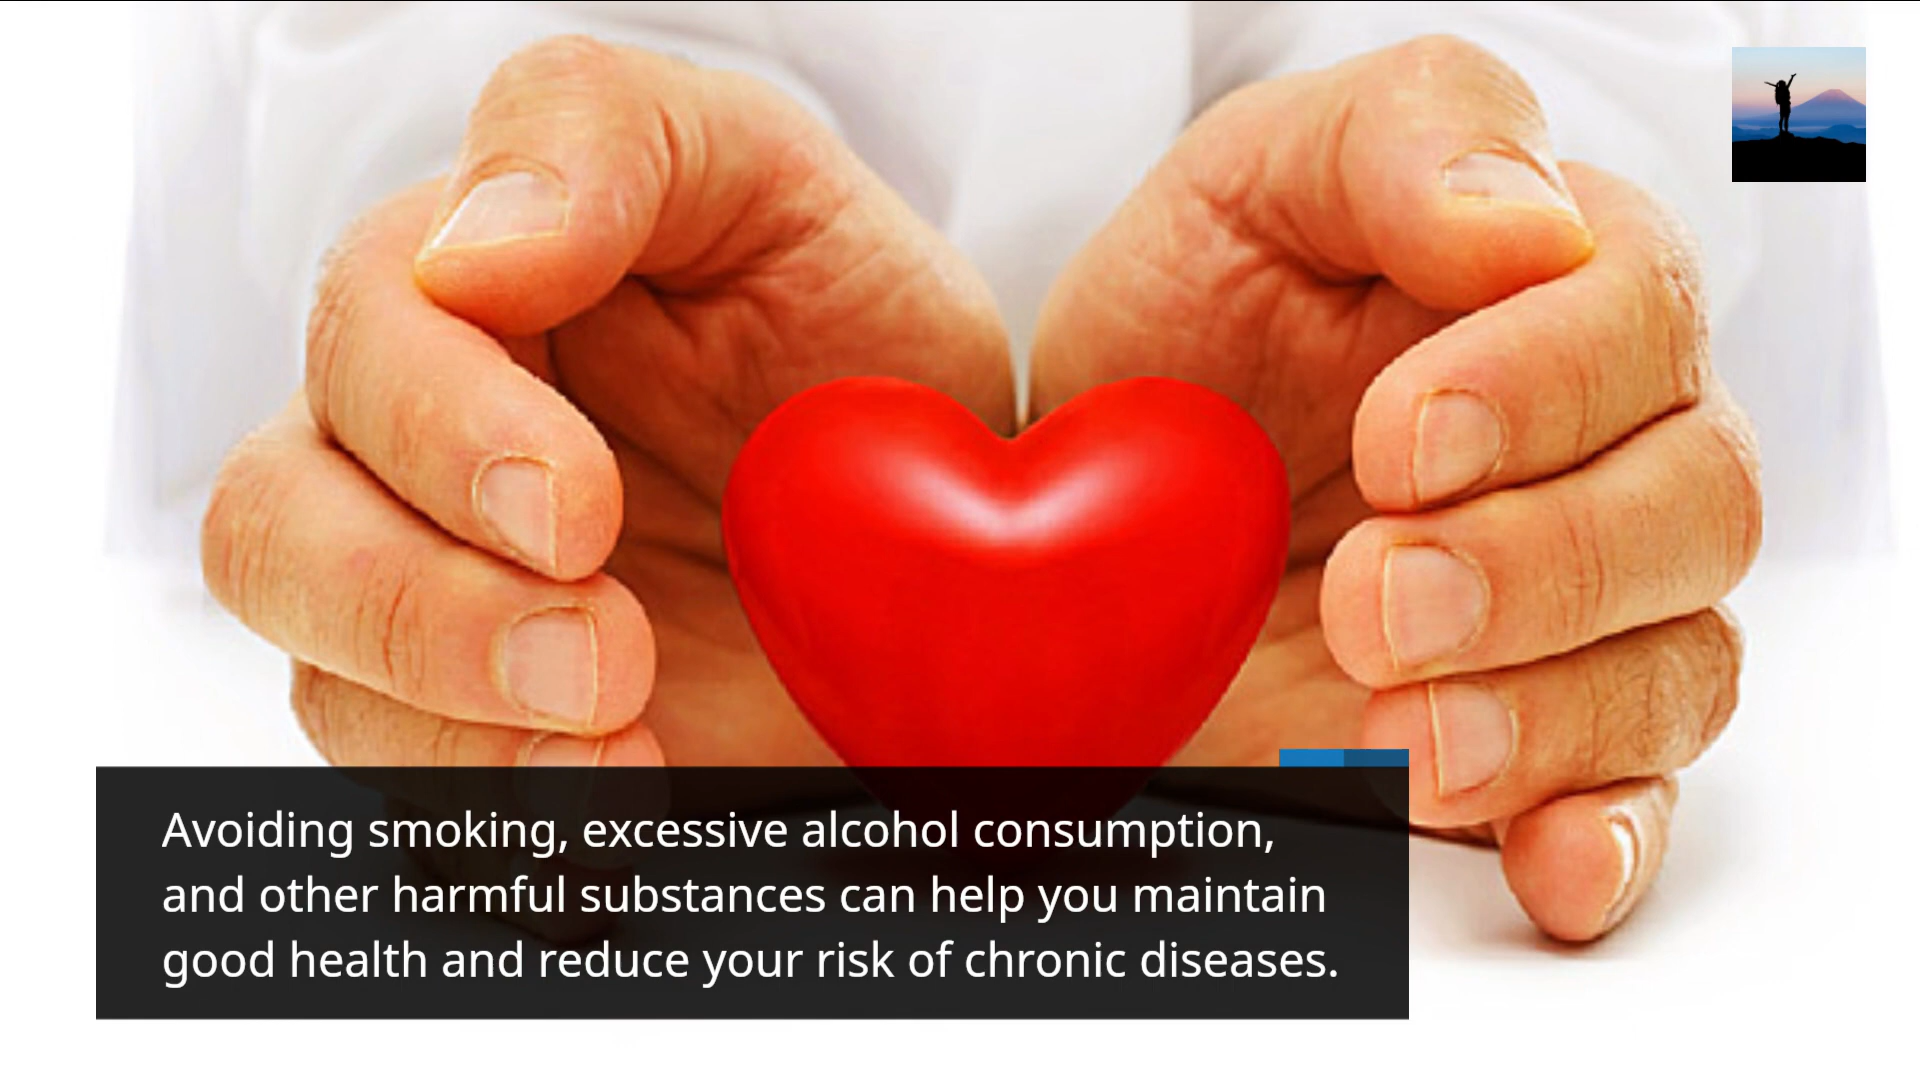 Avoiding smoking, excessive alcohol consumption,
and other harmful substances can help you maintain
good health and reduce your risk of chronic diseases.